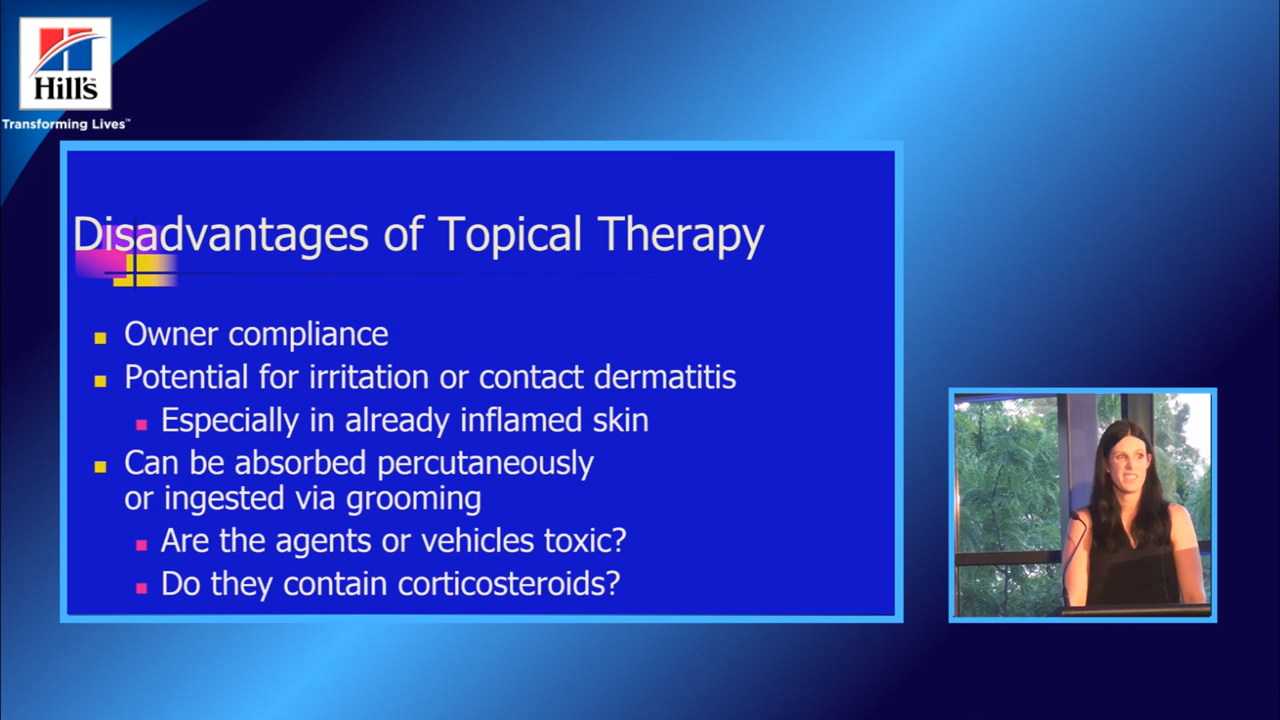 Hill's
Transforming Lives™
Disadvantages of Topical Therapy
Owner compliance
Potential for irritation or contact dermatitis
Especially in already inflamed skin
Can be absorbed percutaneously
or ingested via grooming
Are the agents or vehicles toxic?
Do they contain corticosteroids?